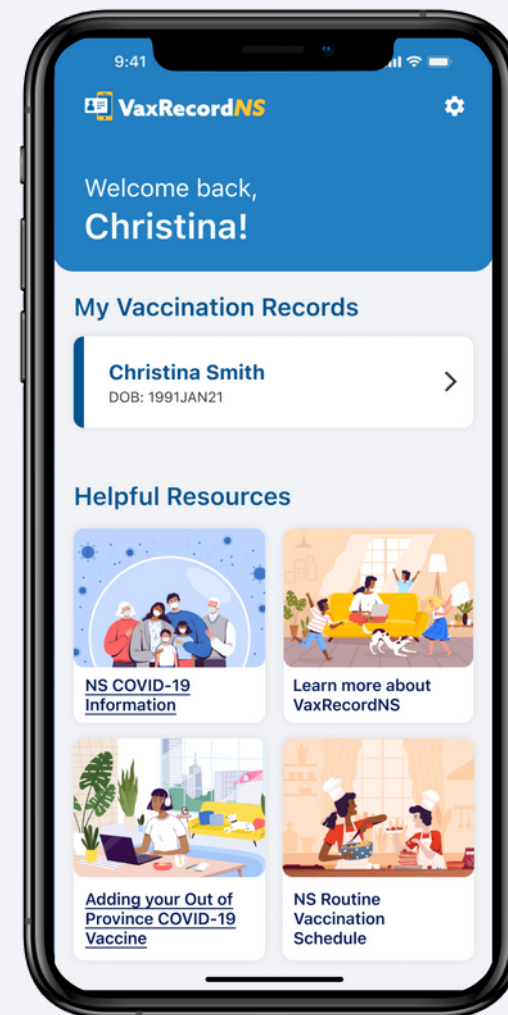 9:41
VaxRecordNS
Welcome back,
Christina!
My Vaccination Records
Christina Smith
DOB: 1991JAN21
Helpful Resources
NS COVID-19
Information
Learn more about
VaxRecordNS
Adding your Out of
Province COVID-19
Vaccine
NS Routine
Vaccination
Schedule